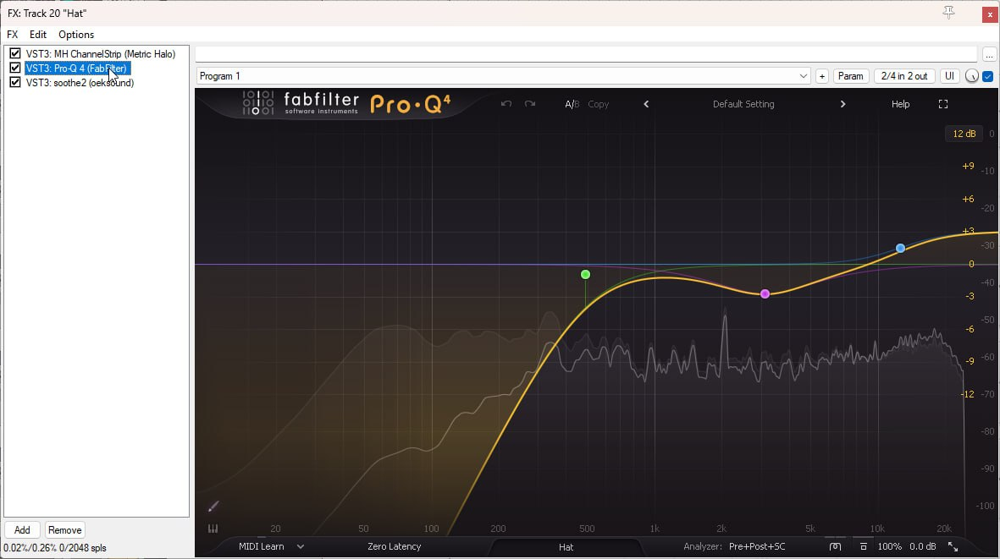 FX: Track 20 "Hat"
x
FX Edit Options
VST3: MH ChannelStrip (Metric Halo)
VST3: Pro-Q 4 (FabFilter)
VST3: soothe2 (oeksound)
...
Program 1
+ Param 2/4 in 2 out UI
fabfilter
software instruments
Pro·Q4
A/B Copy
Default Setting
Help
12 dB 0
+9 -10
+6 -20
+3 -30
0 -40
-3 -50
-6 -60
-9 -70
-12 -80
-90
-100
20 50 100 200 500 1k 2k 5k 10k 20k
Add Remove
0.02%/0.26% 0/2048 spls
MIDI Learn Zero Latency Hat Analyzer: Pre+Post+SC 100% 0.0 dB